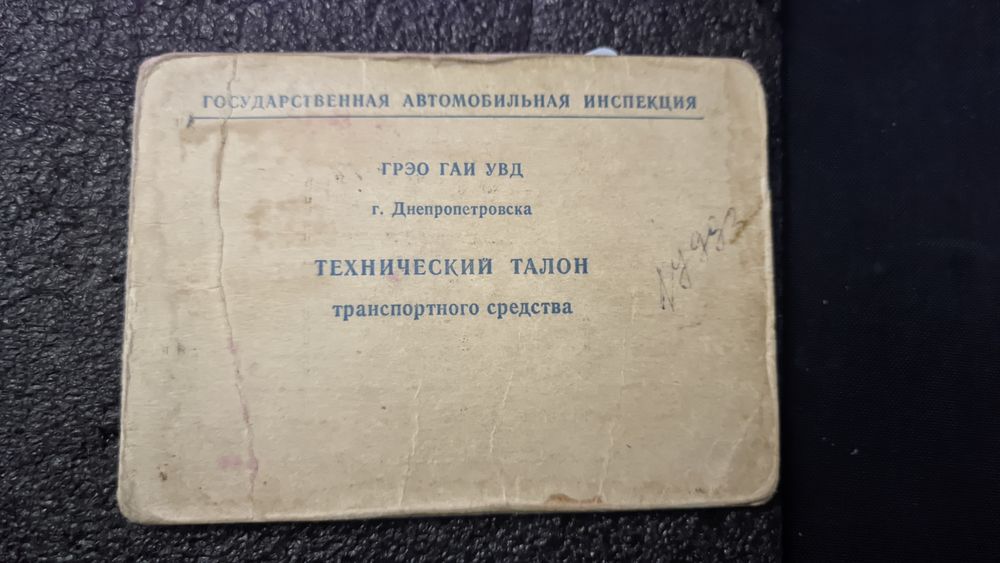 ГОСУДАРСТВЕННАЯ АВТОМОБИЛЬНАЯ ИНСПЕКЦИЯ
ГРЭО ГАИ УВД
г. Днепропетровска
ТЕХНИЧЕСКИЙ ТАЛОН
транспортного средства